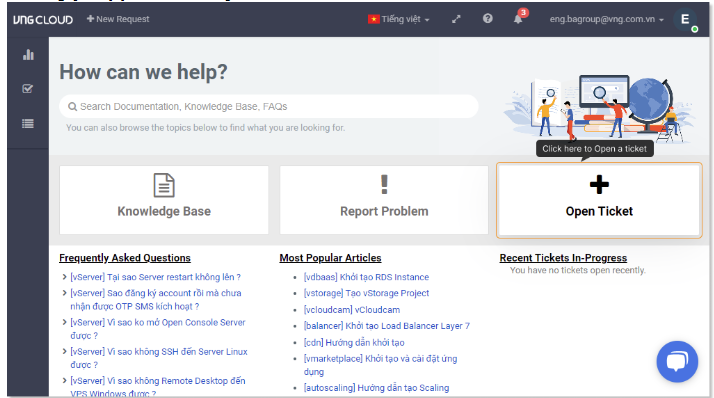 VNG CLOUD
New Request
Tiếng việt
3
eng.bagroup@vng.com.vn
E
How can we help?
Search Documentation, Knowledge Base, FAQs
You can also browse the topics below to find what you are looking for.
Click here to Open a ticket
Knowledge Base
Report Problem
Open Ticket
Frequently Asked Questions
[vServer] Tại sao Server restart không lên ?
[vServer] Sao đăng ký account rồi mà chưa
nhận được OTP SMS kích hoạt ?
[vServer] Vì sao ko mở Open Console Server
được ?
[vServer] Vì sao không SSH đến Server Linux
được ?
[vServer] Vì sao không Remote Desktop đến
VPS Windows được ?
Most Popular Articles
[vdbaas] Khởi tạo RDS Instance
[vstorage] Tạo vStorage Project
[vcloudcam] vCloudcam
[balancer] Khởi tạo Load Balancer Layer 7
[cdn] Hướng dẫn khởi tạo
[vmarketplace] Khởi tạo và cài đặt ứng
dụng
[autoscaling] Hướng dẫn tạo Scaling
Recent Tickets In-Progress
You have no tickets open recently.